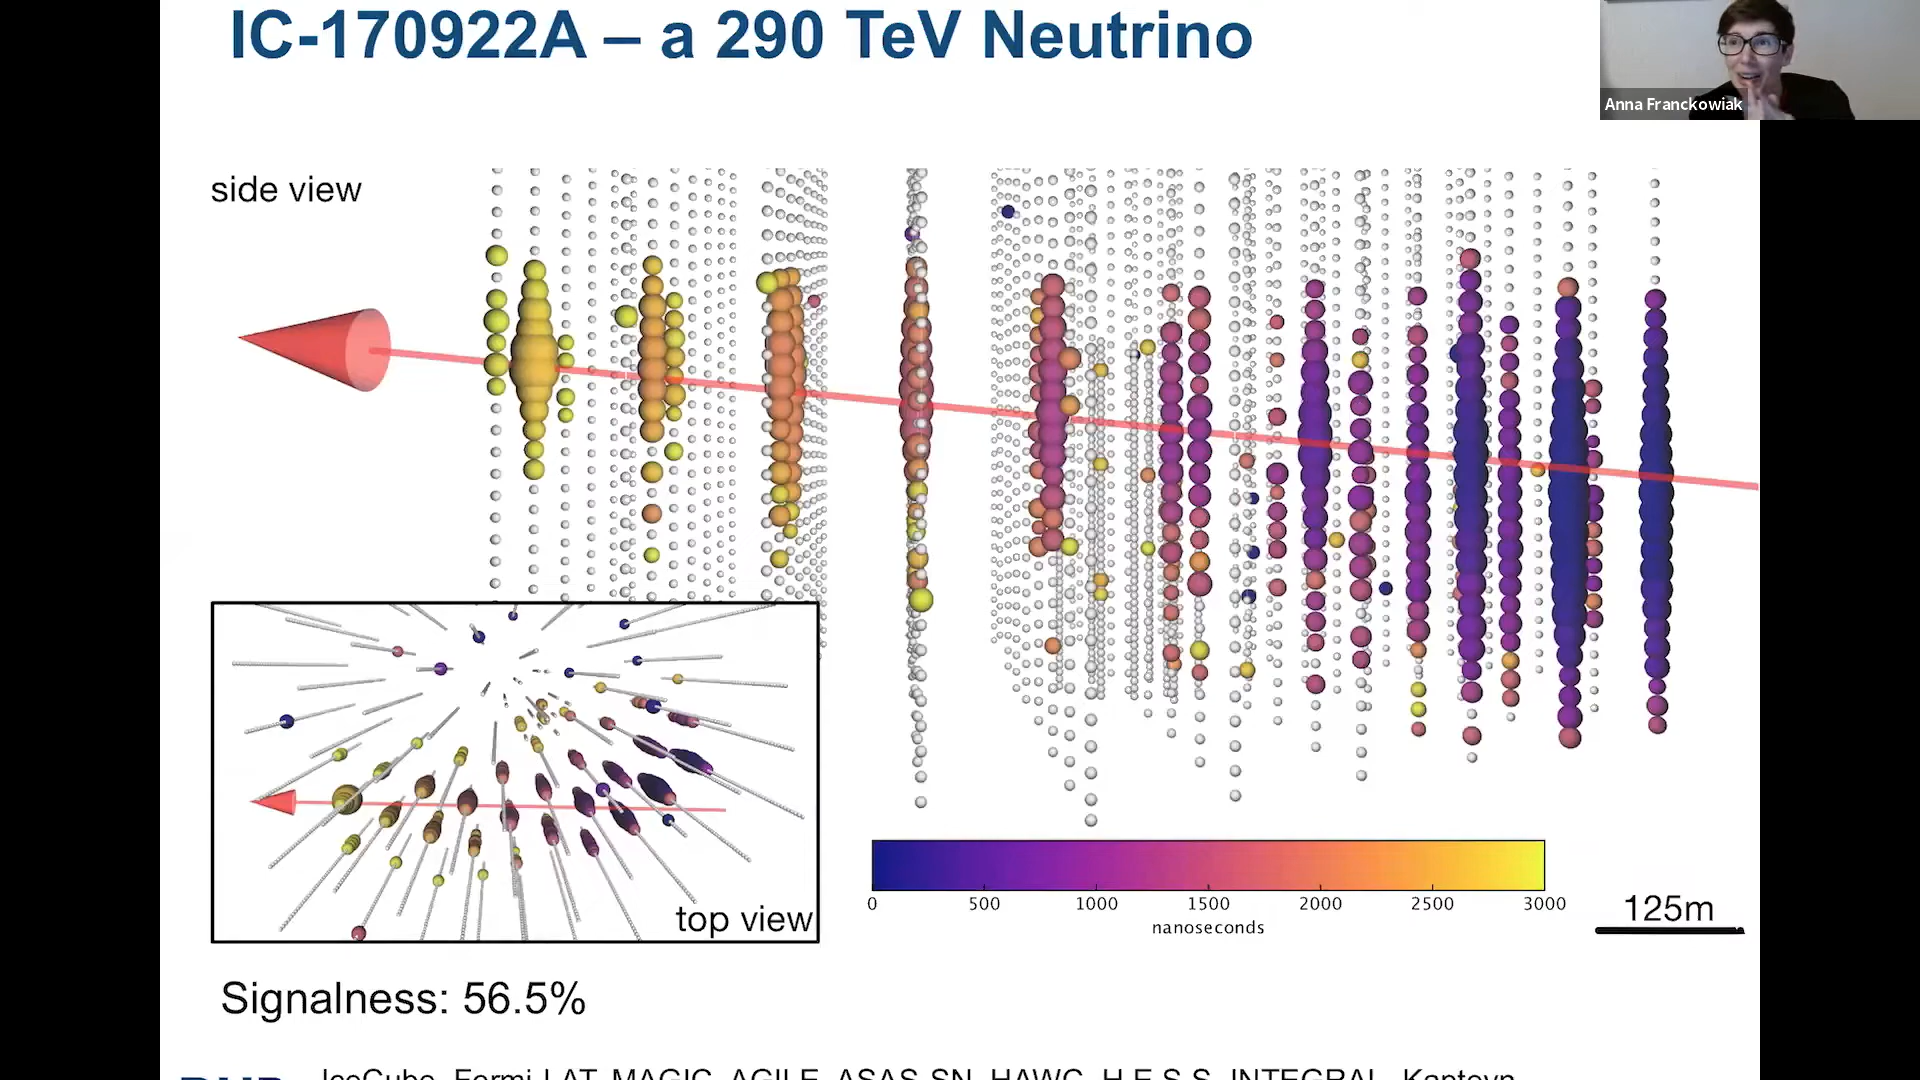 IC-170922A – a 290 TeV Neutrino
Anna Franckowiak
side view
top view
0 500 1000 1500 2000 2500 3000
nanoseconds
125m
Signalness: 56.5%
IceCube, Fermi-LAT, MAGIC, AGILE, ASAS-SN, HAWC, H.E.S.S, INTEGRAL, Kapteyn